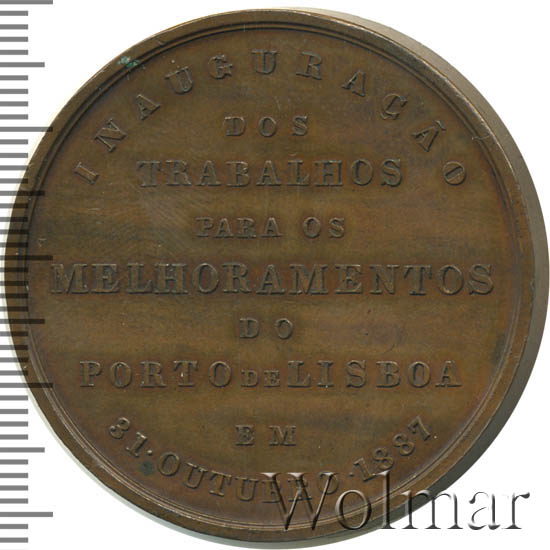 INAUGURAÇÃO
DOS
TRABALHOS
PARA OS
MELHORAMENTOS
DO
PORTO DE LISBOA
EM
31·OUTUBRO·1887
Wolmar